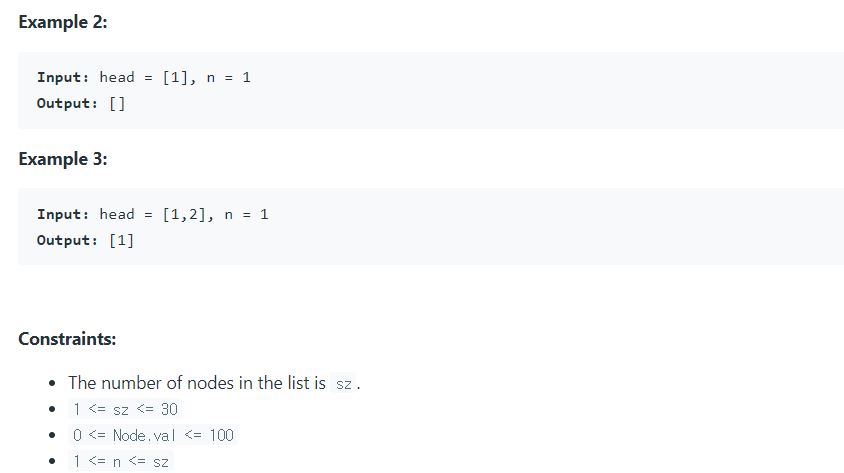 Example 2:
Input: head = [1], n = 1
Output: []
Example 3:
Input: head = [1,2], n = 1
Output: [1]
Constraints:
• The number of nodes in the list is sz.
• 1 <= sz <= 30
• 0 <= Node.val <= 100
• 1 <= n <= sz